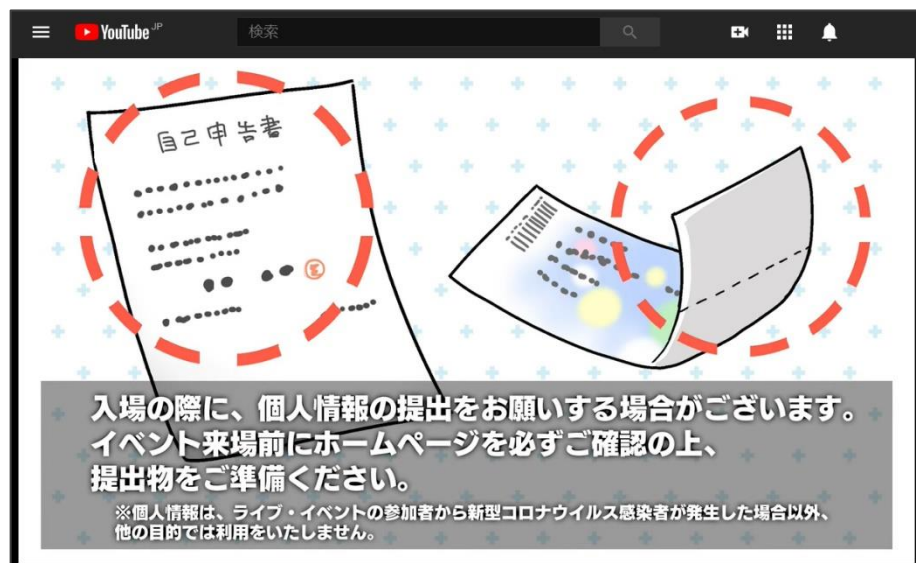 YouTube JP
検索
自己申告書
入場の際に、個人情報の提出をお願いする場合がございます。
イベント来場前にホームページを必ずご確認の上、
提出物をご準備ください。
※個人情報は、ライブ・イベントの参加者から新型コロナウイルス感染者が発生した場合以外、
他の目的では利用をいたしません。